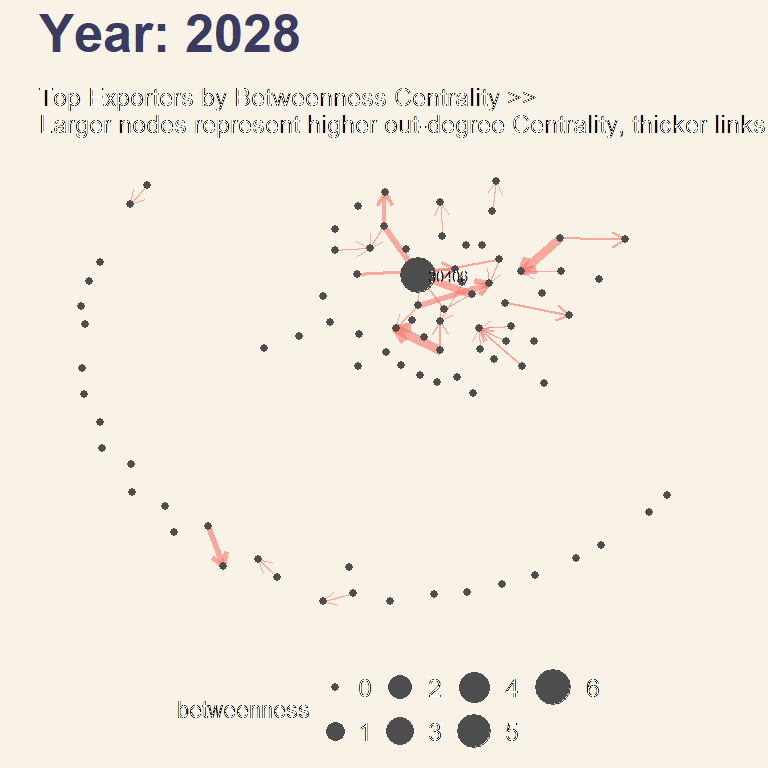 Year: 2028
Top Exporters by Betweenness Centrality >>
Larger nodes represent higher out-degree Centrality, thicker links
betweenness
0 2 4 6
1 3 5